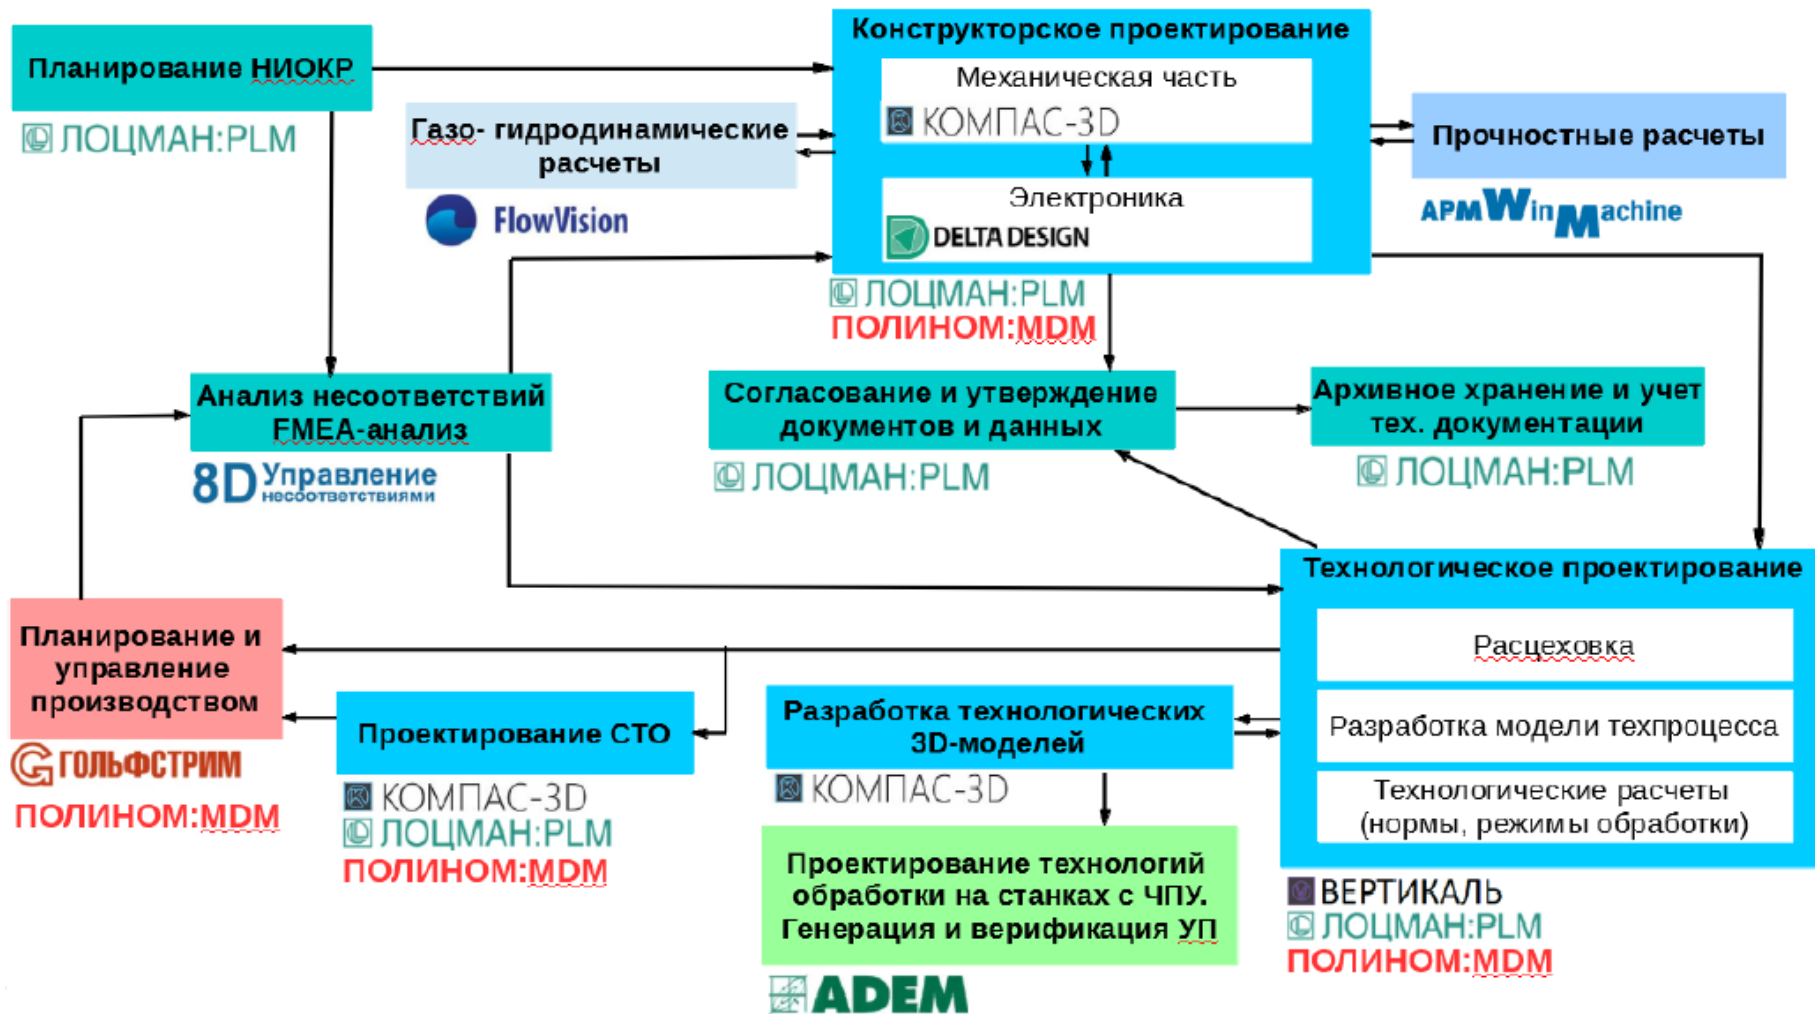 Планирование НИОКР
ЛОЦМАН:PLM
Конструкторское проектирование
Механическая часть
КОМПАС-3D
Электроника
DELTA DESIGN
ЛОЦМАН:PLM
ПОЛИНОМ:MDM
Газо- гидродинамические
расчеты
FlowVision
Прочностные расчеты
APM WinMachine
Анализ несоответствий
FMEA-анализ
8D Управление
несоответствиями
Согласование и утверждение
документов и данных
ЛОЦМАН:PLM
Архивное хранение и учет
тех. документации
ЛОЦМАН:PLM
Технологическое проектирование
Расцеховка
Разработка модели техпроцесса
Технологические расчеты
(нормы, режимы обработки)
ВЕРТИКАЛЬ
ЛОЦМАН:PLM
ПОЛИНОМ:MDM
Планирование и
управление
производством
ГОЛЬФСТРИМ
ПОЛИНОМ:MDM
Проектирование СТО
КОМПАС-3D
ЛОЦМАН:PLM
ПОЛИНОМ:MDM
Разработка технологических
3D-моделей
КОМПАС-3D
Проектирование технологий
обработки на станках с ЧПУ.
Генерация и верификация УП
ADEM